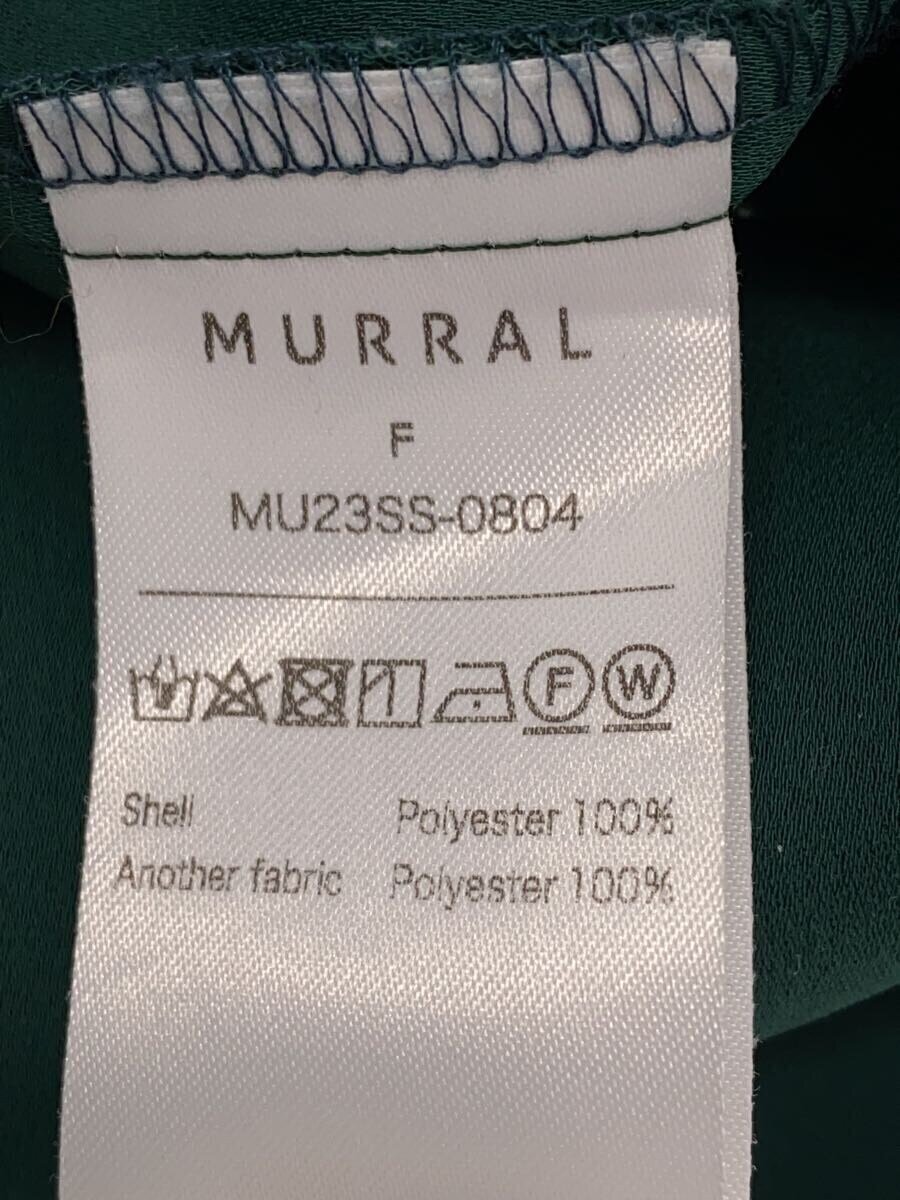 MURRAL
F
MU23SS-0804
F W
Shell Polyester 100%
Another fabric Polyester 100%